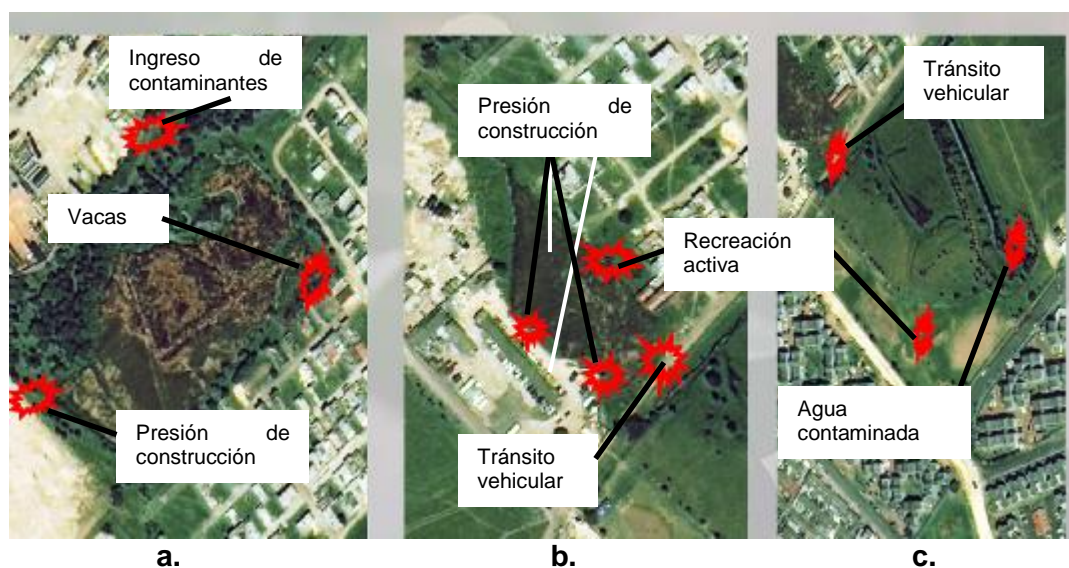 Ingreso de
contaminantes
Vacas
Presión de
construcción
Presión de
construcción
Tránsito
vehicular
Tránsito
vehicular
Recreación
activa
Agua
contaminada
a.
b.
c.